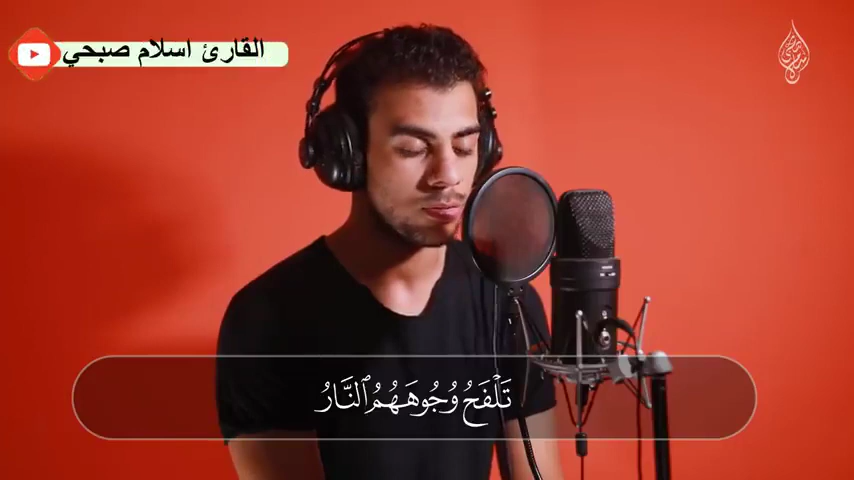 القارئ اسلام صبحي
تَلْفَحُ وُجُوهَهُمُ ٱلنَّارُ